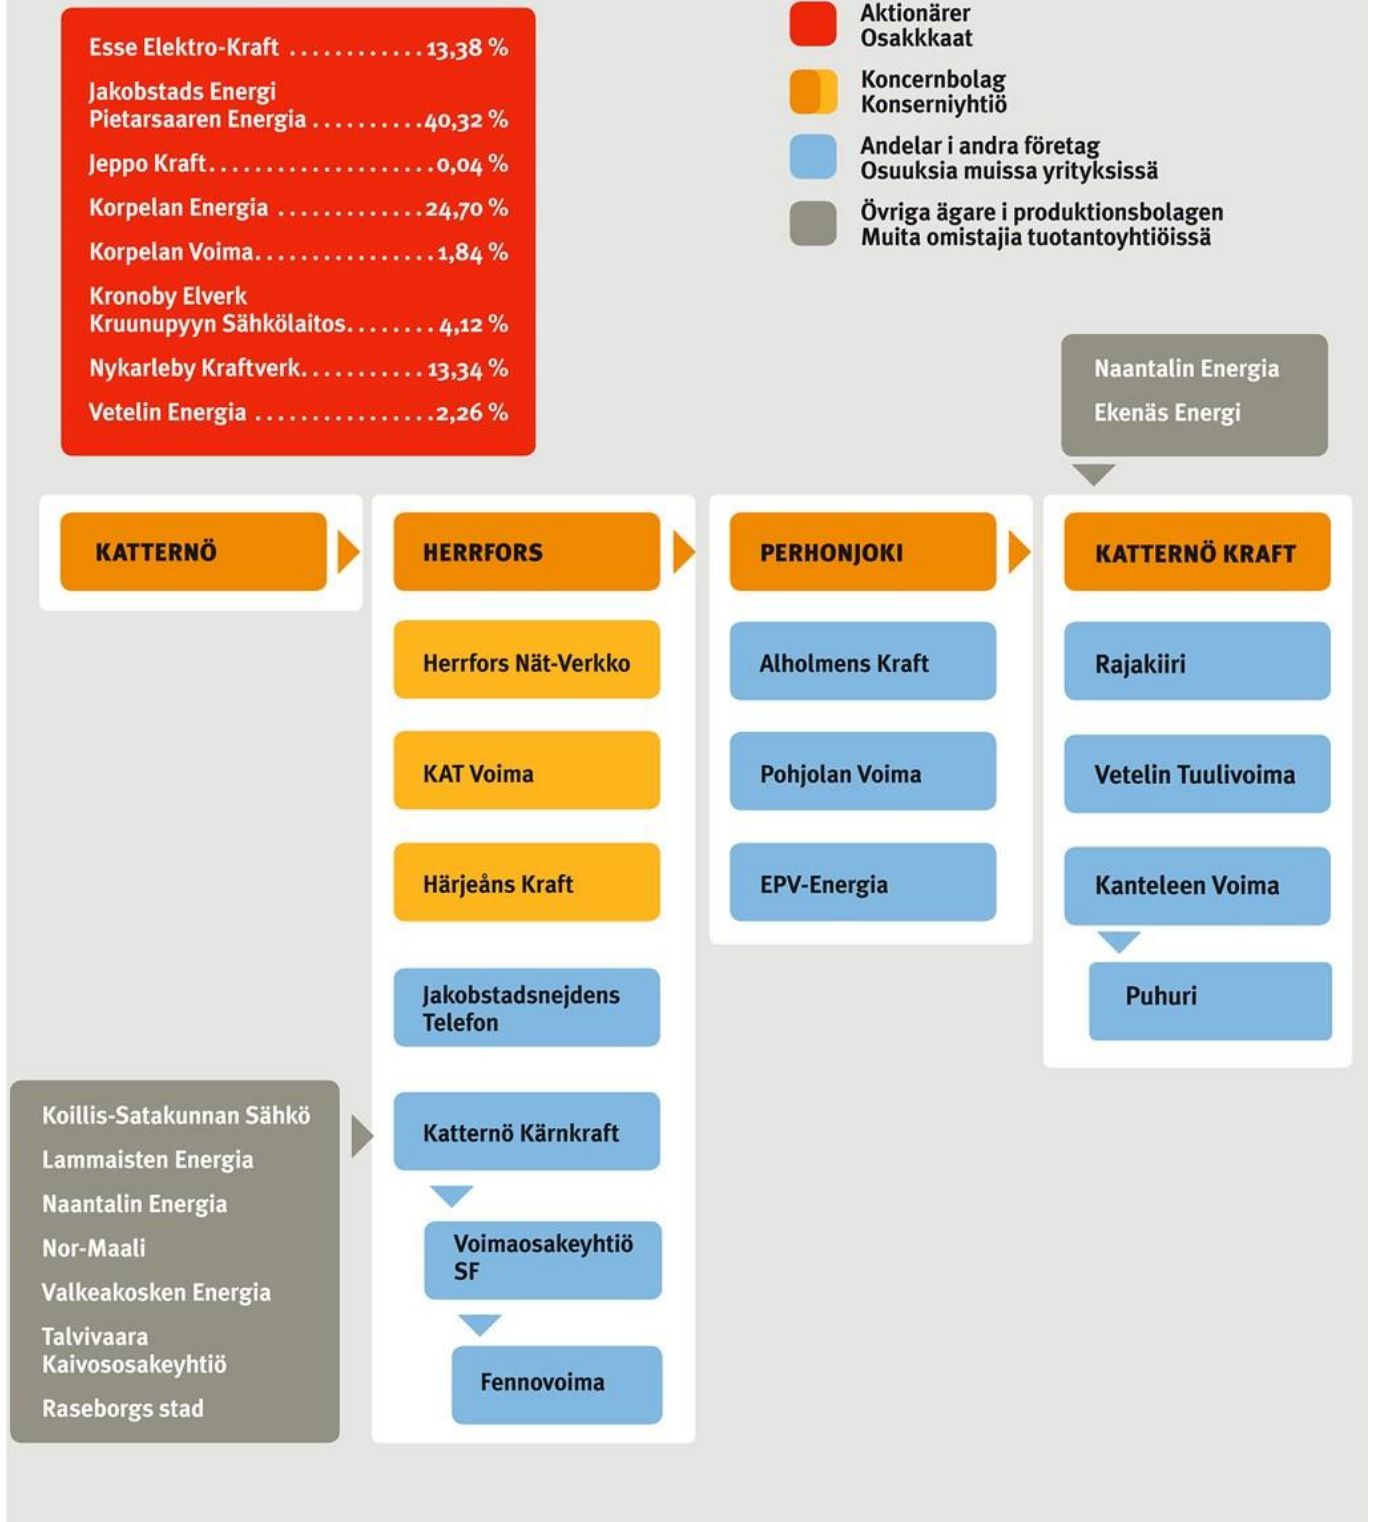 Esse Elektro-Kraft ............13,38 %
Jakobstads Energi
Pietarsaaren Energia ..........40,32 %
Jeppo Kraft.....................0,04 %
Korpelan Energia .............24,70 %
Korpelan Voima.................1,84 %
Kronoby Elverk
Kruunupyyn Sähkölaitos........4,12 %
Nykarleby Kraftverk...........13,34 %
Vetelin Energia .................2,26 %
Aktionärer
Osakkkaat
Koncernbolag
Konserniyhtiö
Andelar i andra företag
Osuuksia muissa yrityksissä
Övriga ägare i produktionsbolagen
Muita omistajia tuotantoyhtiöissä
Naantalin Energia
Ekenäs Energi
KATTERNÖ
HERRFORS
PERHONJOKI
KATTERNÖ KRAFT
Herrfors Nät-Verkko
KAT Voima
Härjeåns Kraft
Jakobstadsnejdens
Telefon
Katternö Kärnkraft
Voimaosakeyhtiö
SF
Fennovoima
Alholmens Kraft
Pohjolan Voima
EPV-Energia
Rajakiiri
Vetelin Tuulivoima
Kanteleen Voima
Puhuri
Koillis-Satakunnan Sähkö
Lammaisten Energia
Naantalin Energia
Nor-Maali
Valkeakosken Energia
Talvivaara
Kaivososakeyhtiö
Raseborgs stad